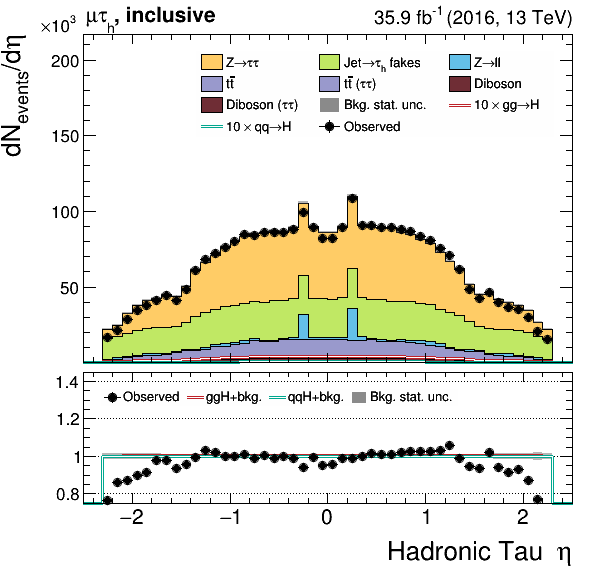 μτh, inclusive
35.9 fb⁻¹ (2016, 13 TeV)
×10³
dNevents/dη
Z→ττ
Jet→τh fakes
Z→ll
tt̄
tt̄ (ττ)
Diboson
Diboson (ττ)
Bkg. stat. unc.
10×gg→H
10×qq→H
Observed
200
150
100
50
Observed
ggH+bkg.
qqH+bkg.
Bkg. stat. unc.
1.4
1.2
1
0.8
−2
−1
0
1
2
Hadronic Tau η